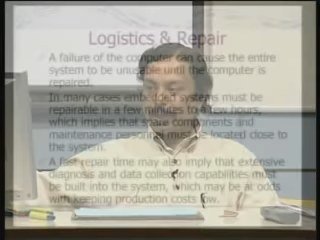 Logistics & Repair
A failure of the computer can cause the entire
system to be unusable until the computer is
repaired.
In many cases embedded systems must be
repairable in a few minutes to a few hours,
which implies that spare components and
maintenance personnel must be located close to
the system.
A fast repair time may also imply that extensive
diagnosis and data collection capabilities must
be built into the system, which may be at odds
with keeping production costs low.